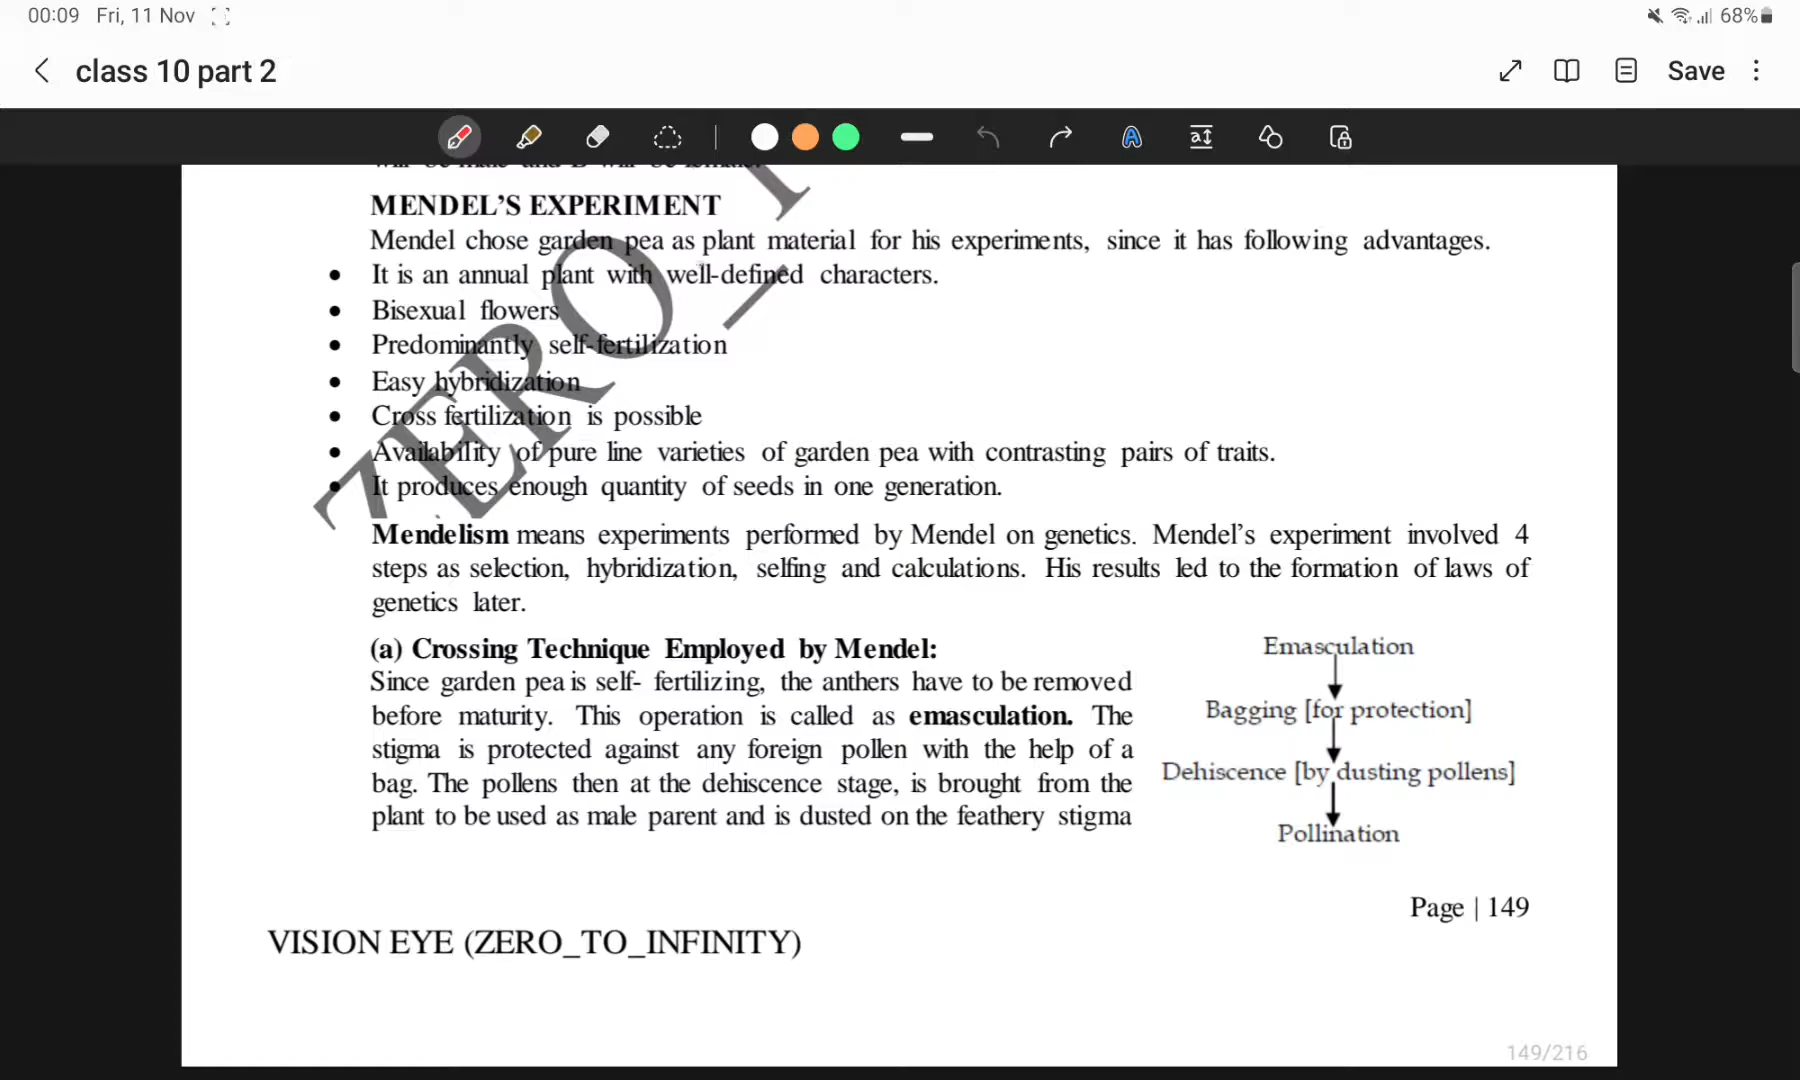 00:09 Fri, 11 Nov 68%
class 10 part 2 Save
will be male and B will be female.
MENDEL’S EXPERIMENT
Mendel chose garden pea as plant material for his experiments, since it has following advantages.
• It is an annual plant with well-defined characters.
• Bisexual flowers
• Predominantly self-fertilization
• Easy hybridization
• Cross fertilization is possible
• Availability of pure line varieties of garden pea with contrasting pairs of traits.
• It produces enough quantity of seeds in one generation.
ZERO_T
Mendelism means experiments performed by Mendel on genetics. Mendel’s experiment involved 4
steps as selection, hybridization, selfing and calculations. His results led to the formation of laws of
genetics later.
(a) Crossing Technique Employed by Mendel:
Since garden pea is self- fertilizing, the anthers have to be removed
before maturity. This operation is called as emasculation. The
stigma is protected against any foreign pollen with the help of a
bag. The pollens then at the dehiscence stage, is brought from the
plant to be used as male parent and is dusted on the feathery stigma
Emasculation
Bagging [for protection]
Dehiscence [by dusting pollens]
Pollination
Page | 149
VISION EYE (ZERO_TO_INFINITY)
149/216